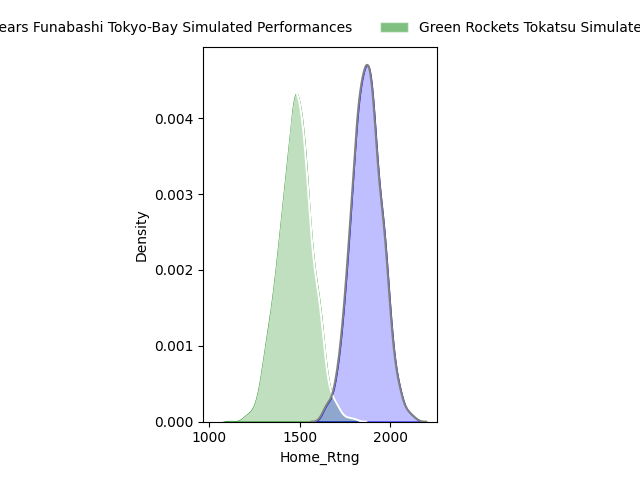 ears Funabashi Tokyo-Bay Simulated Performances Green Rockets Tokatsu Simulate
0.004
0.003
0.002
0.001
0.000
Density
1000 1500 2000
Home_Rtng